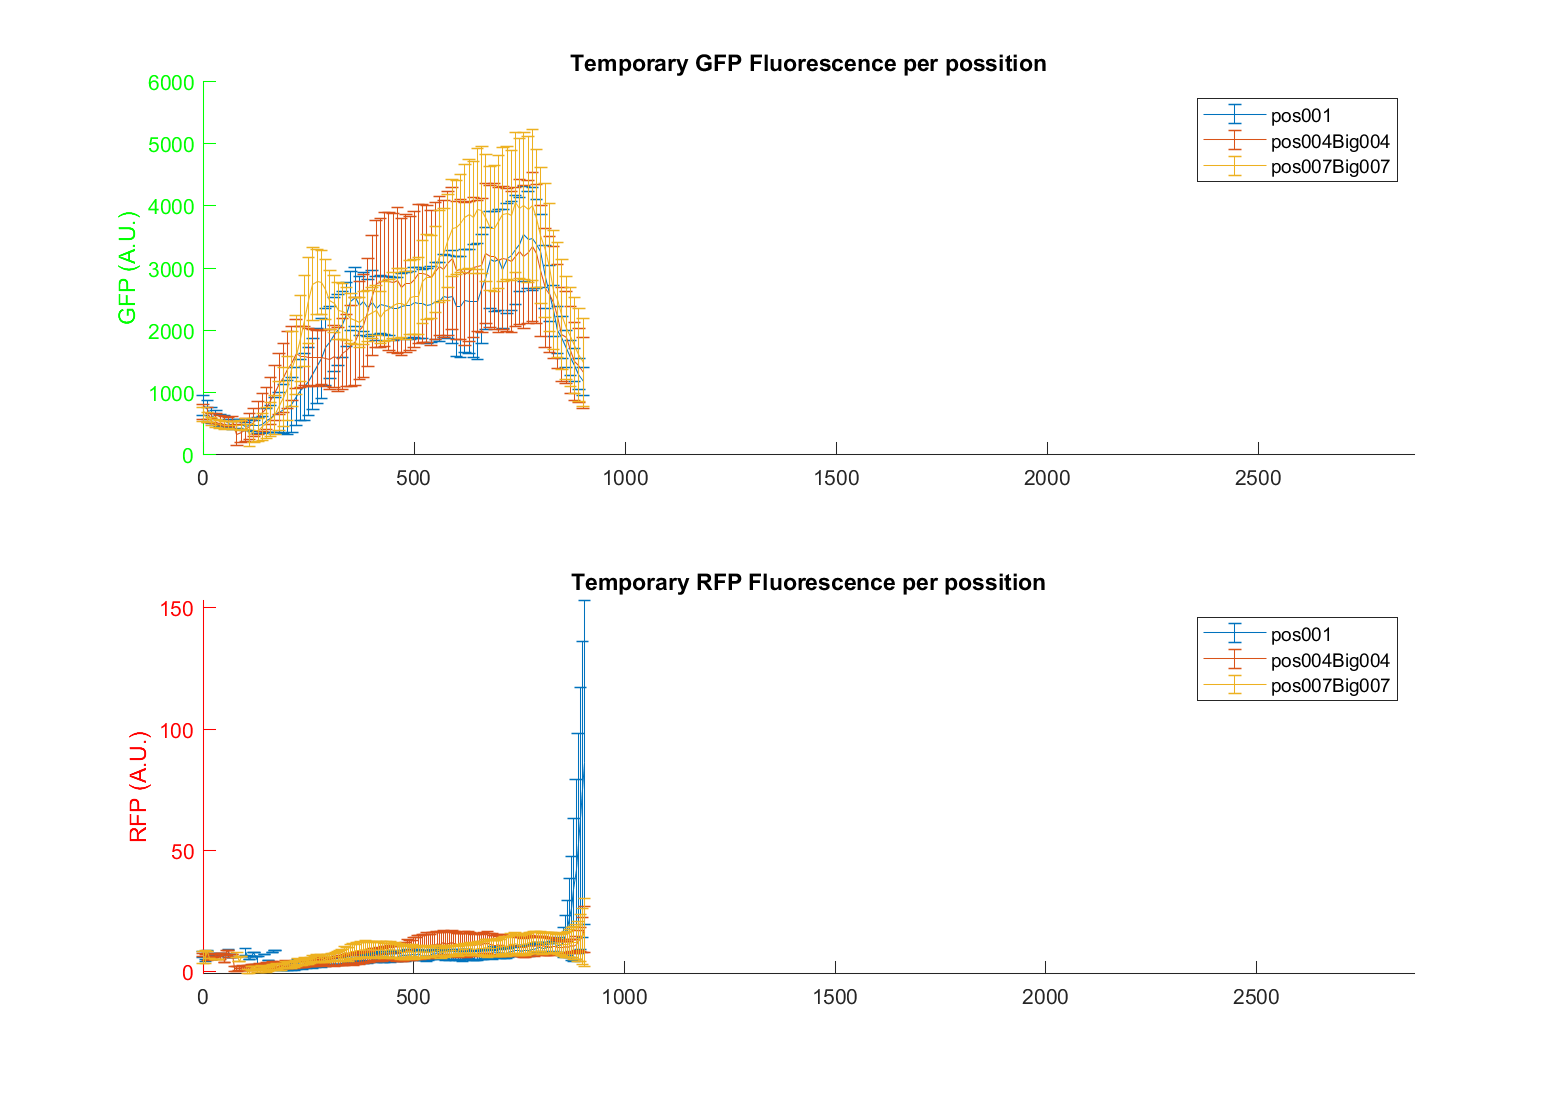 Temporary GFP Fluorescence per possition
GFP (A.U.)
6000
5000
4000
3000
2000
1000
0
0 500 1000 1500 2000 2500
pos001
pos004Big004
pos007Big007
Temporary RFP Fluorescence per possition
RFP (A.U.)
150
100
50
0
0 500 1000 1500 2000 2500
pos001
pos004Big004
pos007Big007